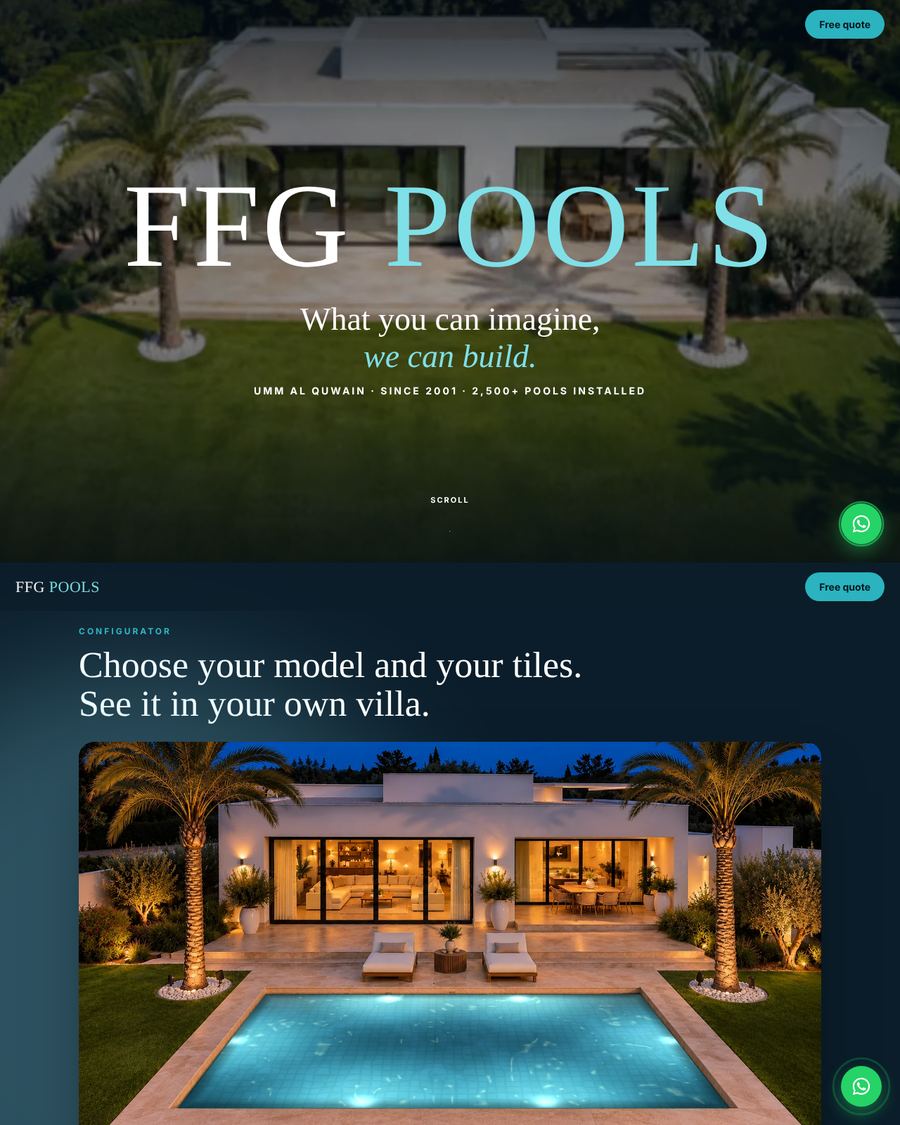 Free quote
FFG POOLS
What you can imagine,
we can build.
UMM AL QUWAIN · SINCE 2001 · 2,500+ POOLS INSTALLED
SCROLL
FFG POOLS
Free quote
CONFIGURATOR
Choose your model and your tiles.
See it in your own villa.